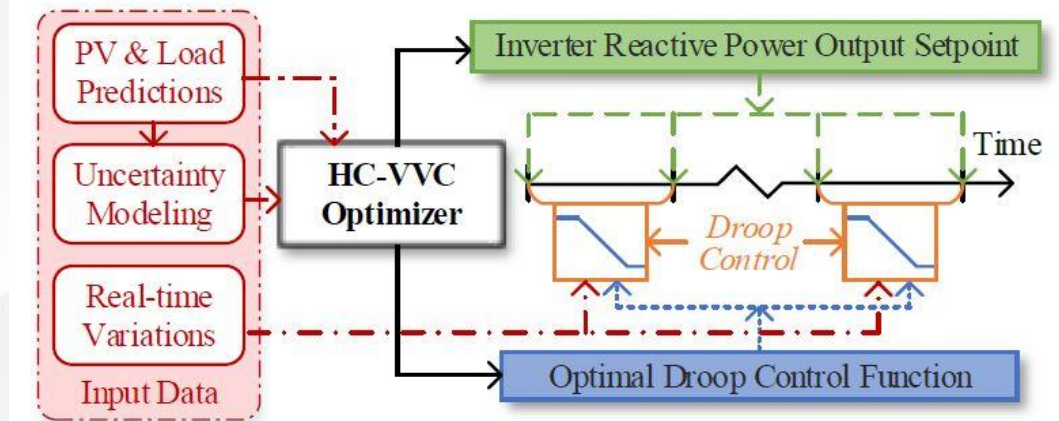 PV & Load
Predictions
Uncertainty
Modeling
Real-time
Variations
Input Data
HC-VVC
Optimizer
Inverter Reactive Power Output Setpoint
Time
Droop
Control
Optimal Droop Control Function